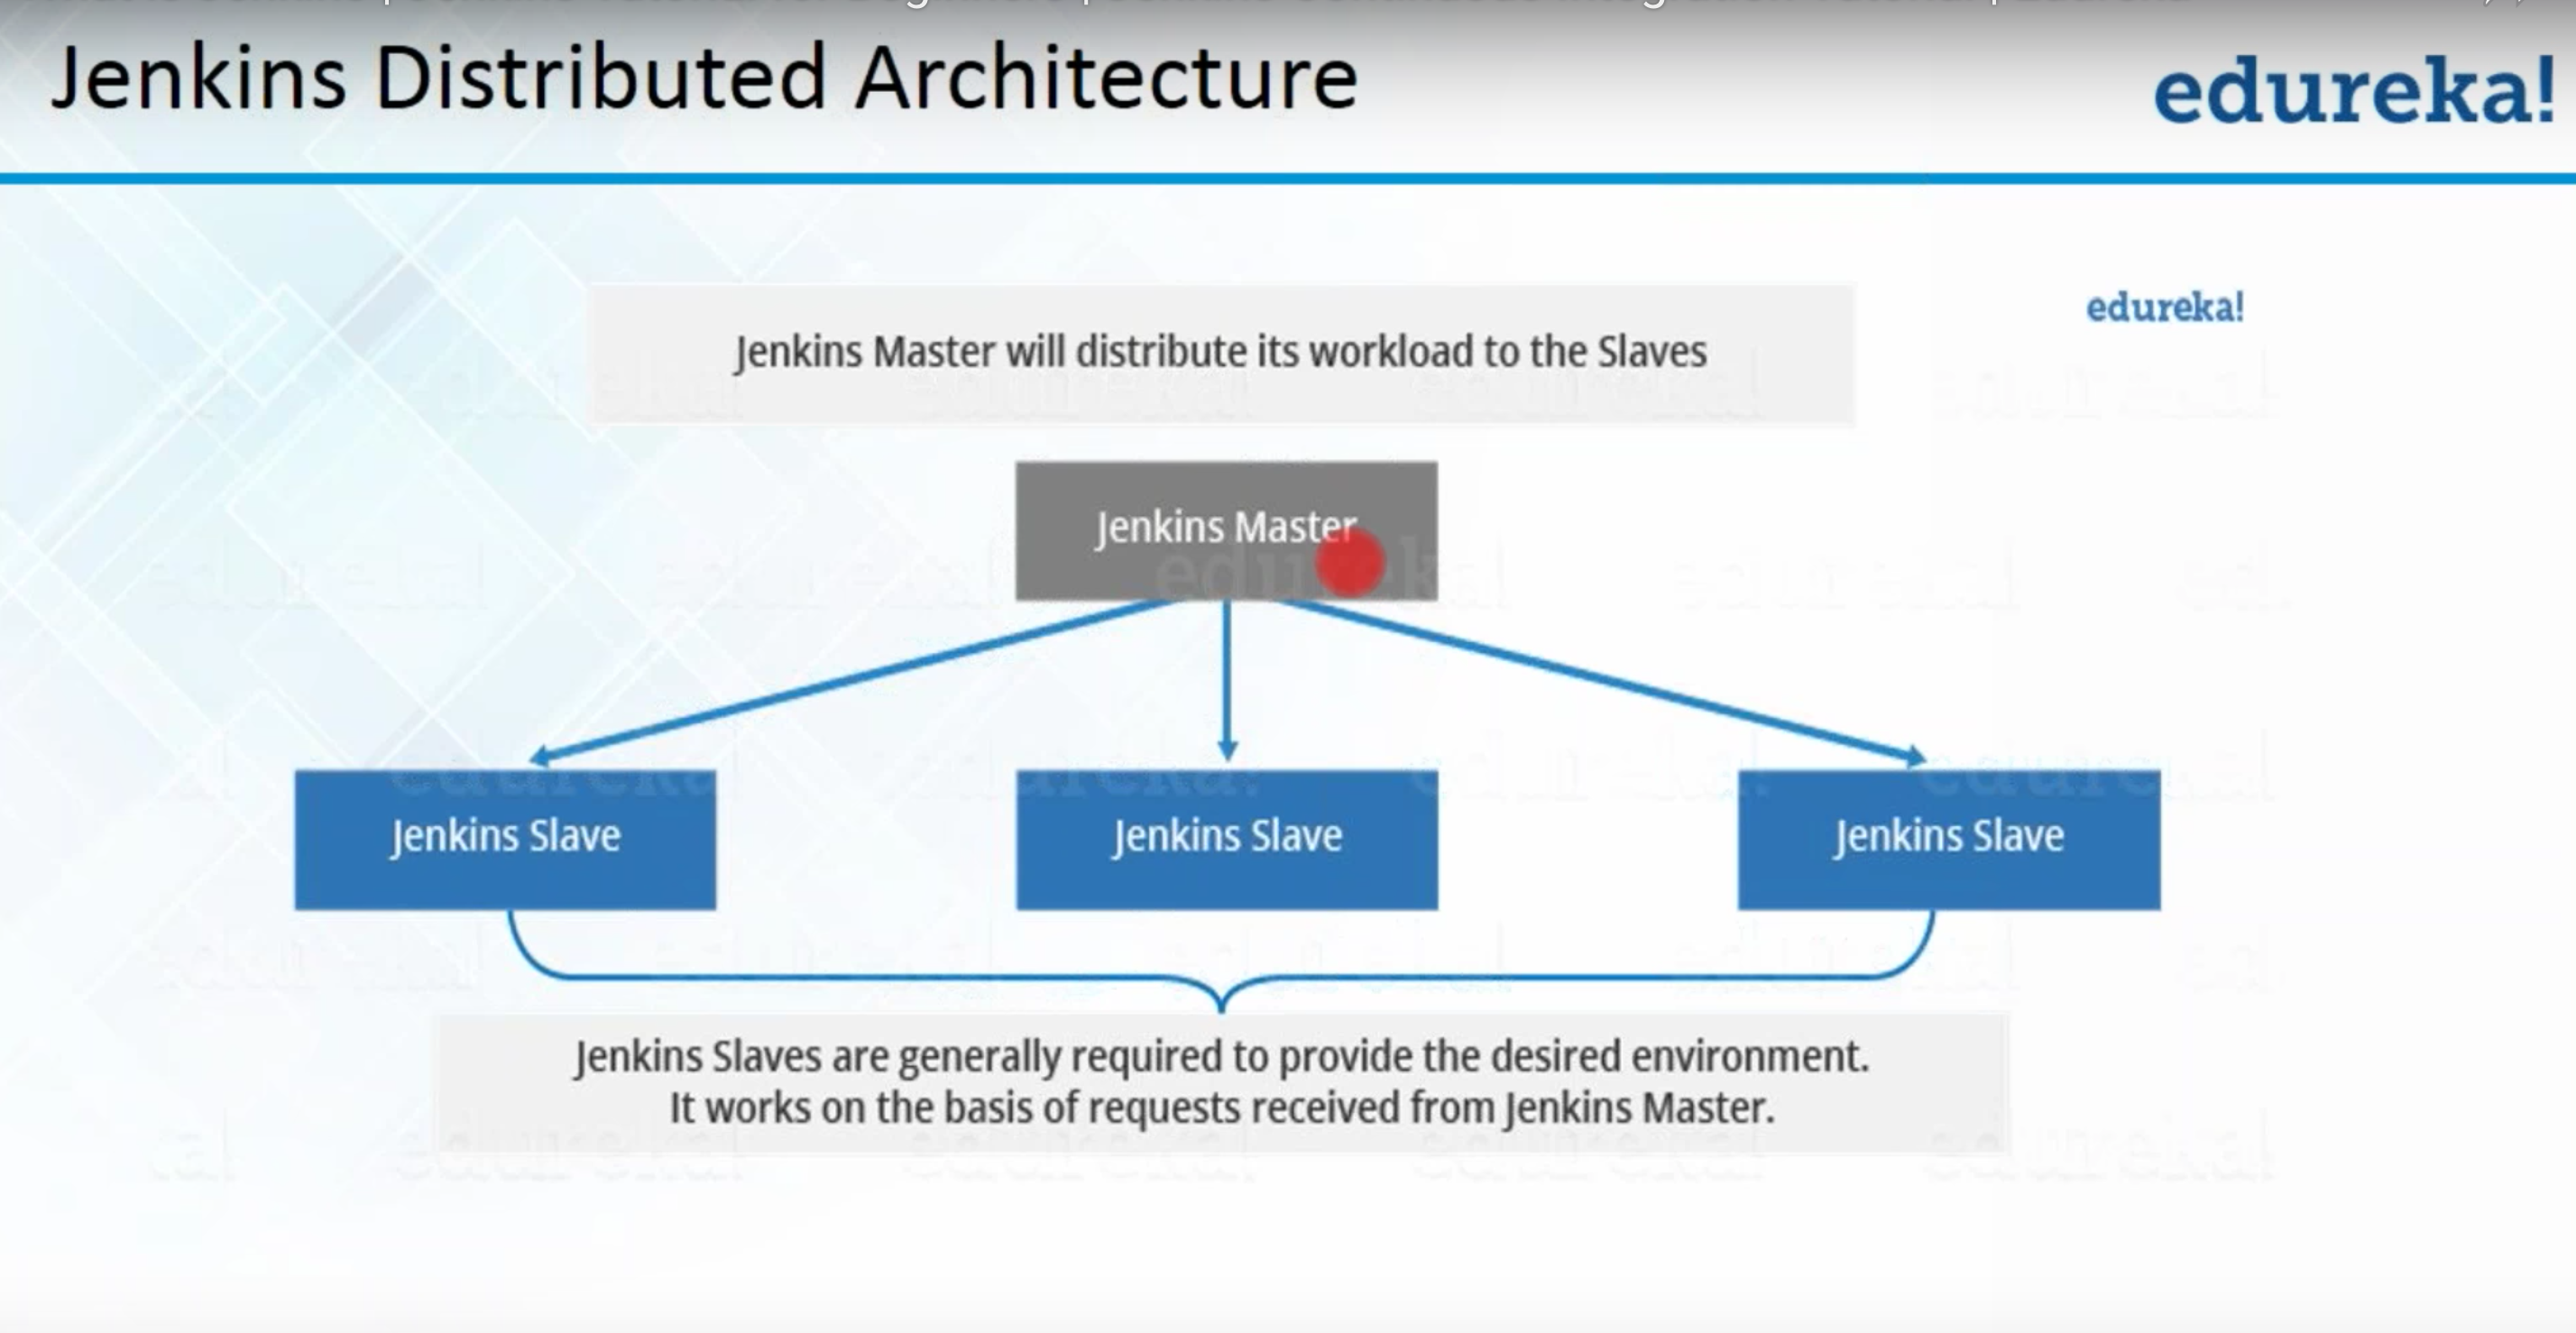 Jenkins Distributed Architecture
edureka!
edureka!
Jenkins Master will distribute its workload to the Slaves
Jenkins Master
Jenkins Slave
Jenkins Slave
Jenkins Slave
Jenkins Slaves are generally required to provide the desired environment.
It works on the basis of requests received from Jenkins Master.